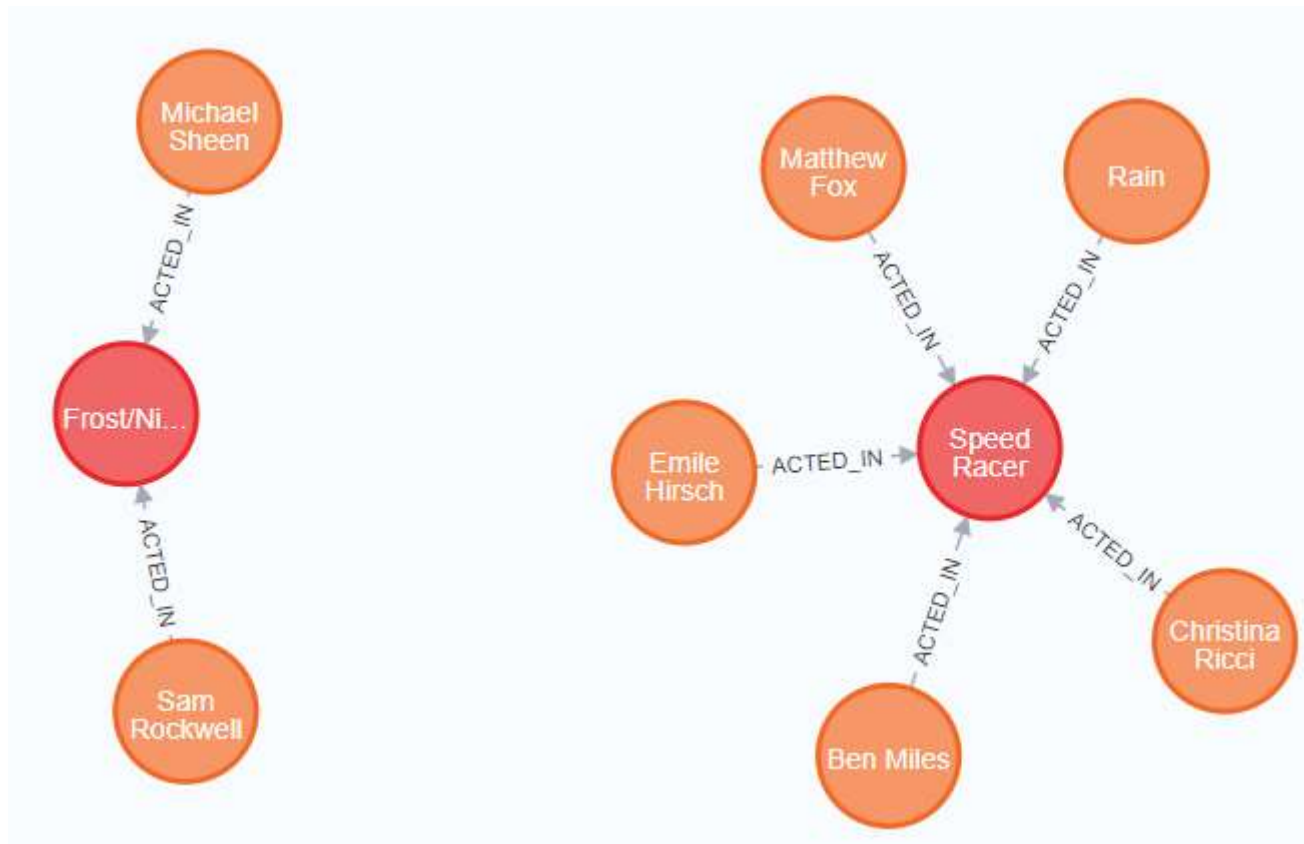 Michael
Sheen
ACTED_IN
Frost/Ni...
ACTED_IN
Sam
Rockwell
Matthew
Fox
Rain
ACTED_IN
ACTED_IN
Emile
Hirsch
ACTED_IN
Speed
Racer
ACTED_IN
ACTED_IN
Christina
Ricci
Ben Miles